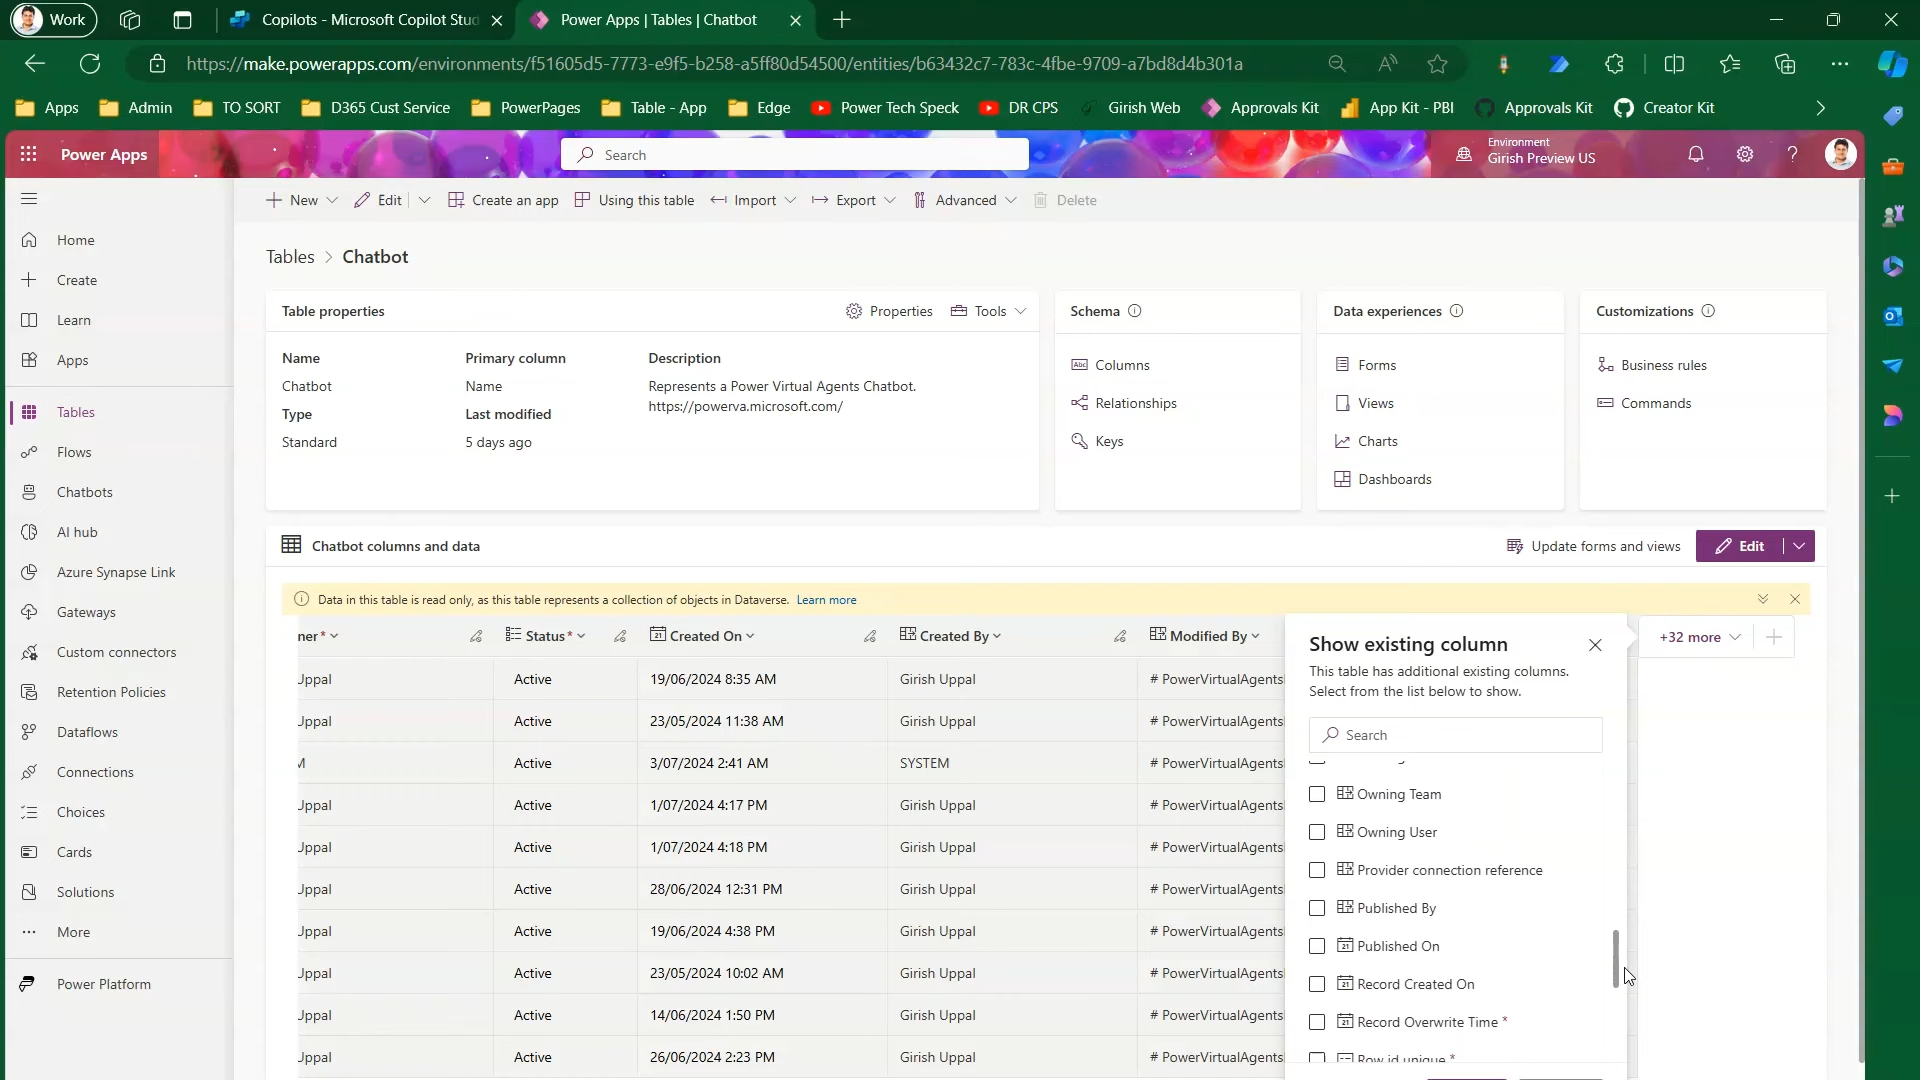 Work
Copilots - Microsoft Copilot Stud
Power Apps | Tables | Chatbot
https://make.powerapps.com/environments/f51605d5-7773-e9f5-b258-a5ff80d54500/entities/b63432c7-783c-4fbe-9709-a7bd8d4b301a
Apps
Admin
TO SORT
D365 Cust Service
PowerPages
Table - App
Edge
Power Tech Speck
DR CPS
Girish Web
Approvals Kit
App Kit - PBI
Approvals Kit
Creator Kit
Power Apps
Search
Environment
Girish Preview US
New
Edit
Create an app
Using this table
Import
Export
Advanced
Delete
Home
Create
Learn
Apps
Tables
Flows
Chatbots
AI hub
Azure Synapse Link
Gateways
Custom connectors
Retention Policies
Dataflows
Connections
Choices
Cards
Solutions
More
Power Platform
Tables > Chatbot
Table properties
Properties
Tools
Name
Chatbot
Type
Standard
Primary column
Name
Last modified
5 days ago
Description
Represents a Power Virtual Agents Chatbot.
https://powerva.microsoft.com/
Schema
Columns
Relationships
Keys
Data experiences
Forms
Views
Charts
Dashboards
Customizations
Business rules
Commands
Chatbot columns and data
Update forms and views
Edit
Data in this table is read only, as this table represents a collection of objects in Dataverse. Learn more
ner * Status * Created On Created By Modified By
Uppal Active 19/06/2024 8:35 AM Girish Uppal # PowerVirtualAgents
Uppal Active 23/05/2024 11:38 AM Girish Uppal # PowerVirtualAgents
M Active 3/07/2024 2:41 AM SYSTEM # PowerVirtualAgents
Uppal Active 1/07/2024 4:17 PM Girish Uppal # PowerVirtualAgents
Uppal Active 1/07/2024 4:18 PM Girish Uppal # PowerVirtualAgents
Uppal Active 28/06/2024 12:31 PM Girish Uppal # PowerVirtualAgents
Uppal Active 19/06/2024 4:38 PM Girish Uppal # PowerVirtualAgents
Uppal Active 23/05/2024 10:02 AM Girish Uppal # PowerVirtualAgents
Uppal Active 14/06/2024 1:50 PM Girish Uppal # PowerVirtualAgents
Uppal Active 26/06/2024 2:23 PM Girish Uppal # PowerVirtualAgents
+32 more
Show existing column
This table has additional existing columns.
Select from the list below to show.
Search
Owning Team
Owning User
Provider connection reference
Published By
Published On
Record Created On
Record Overwrite Time *
Row id unique *